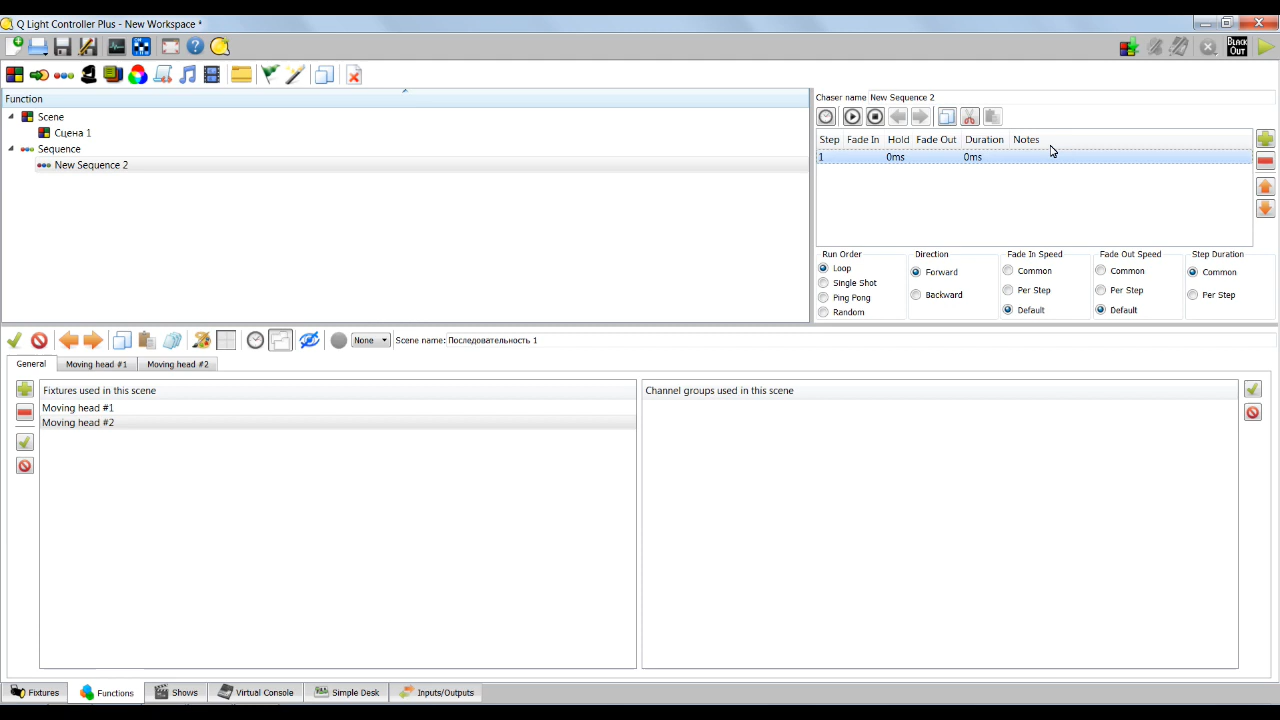 Q Light Controller Plus - New Workspace *
BLACK
OUT
Function
Scene
Сцена 1
Sequence
New Sequence 2
Chaser name New Sequence 2
Step Fade In Hold Fade Out Duration Notes
1 0ms 0ms
Run Order Direction Fade In Speed Fade Out Speed Step Duration
Loop Forward Common Common Common
Single Shot Backward Per Step Per Step Per Step
Ping Pong Default Default
Random
None Scene name: Последовательность 1
General Moving head #1 Moving head #2
Fixtures used in this scene Channel groups used in this scene
Moving head #1
Moving head #2
Fixtures Functions Shows Virtual Console Simple Desk Inputs/Outputs